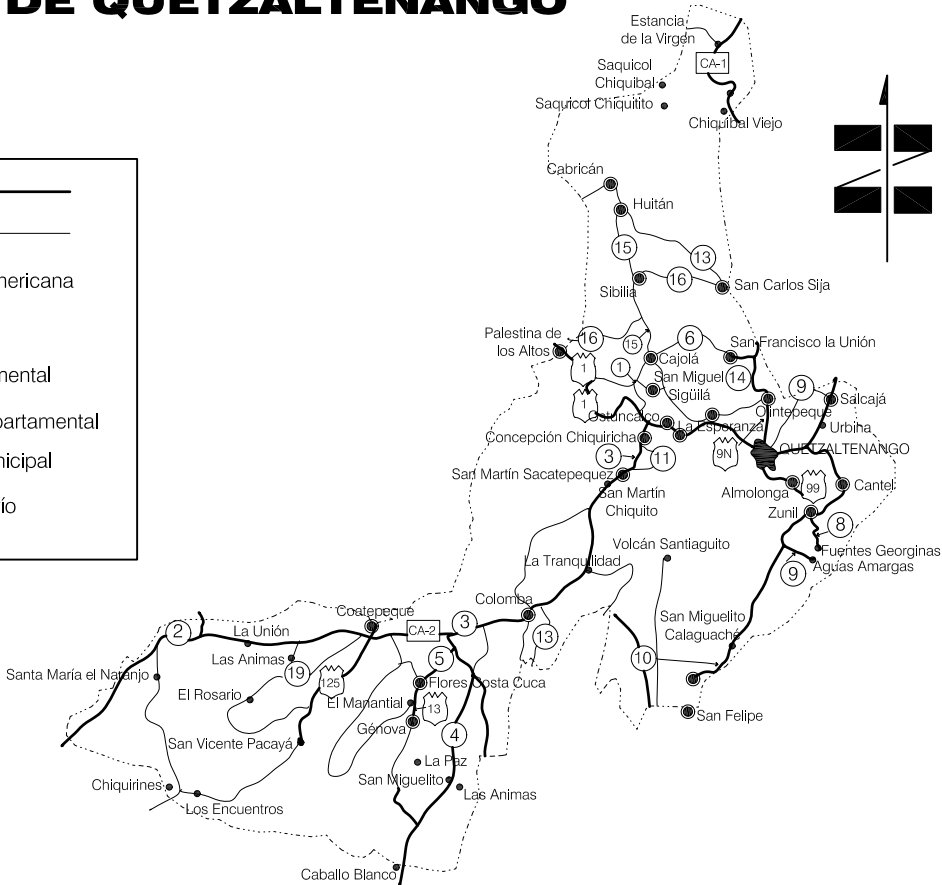 DE QUETZALTENANGO
Estancia
de la Virgen
CA-1
Saquicol
Chiquibal
Saquicol Chiquitito
Chiquibal Viejo
Cabricán
Huitán
15
13
16
Sibilia
San Carlos Sija
Palestina de
los Altos
16
15
6
San Francisco la Unión
1
1
Cajolá
San Miguel
Sigüilá
14
9
Salcajá
1
Ostuncalco
La Esperanza
Olintepeque
Urbina
Concepción Chiquiricha
9N
QUETZALTENANGO
3
11
San Martín Sacatepequez
San Martín
Chiquito
Almolonga
99
Cantel
Zunil
8
Volcán Santiaguito
La Tranquilidad
Fuentes Georginas
Aguas Amargas
9
Colomba
Coatepeque
CA-2
3
13
San Miguelito
Calaguaché
2
La Unión
Las Animas
19
5
10
Santa María el Naranjo
125
Flores Costa Cuca
El Rosario
El Manantial
13
San Felipe
Génova
4
San Vicente Pacayá
La Paz
San Miguelito
Las Animas
Chiquirines
Los Encuentros
Caballo Blanco
mericana
mental
partamental
nicipal
ío